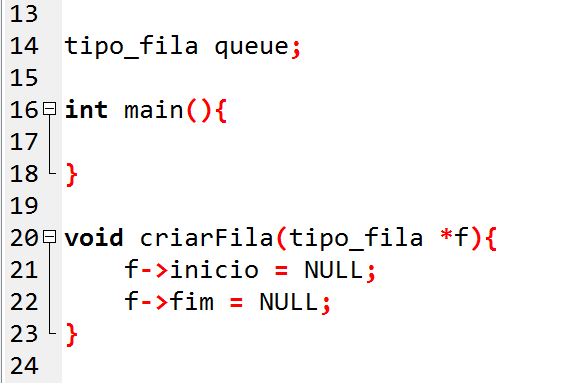 13
14 tipo_fila queue;
15
16 int main(){
17
18 }
19
20 void criarFila(tipo_fila *f){
21 f->inicio = NULL;
22 f->fim = NULL;
23 }
24